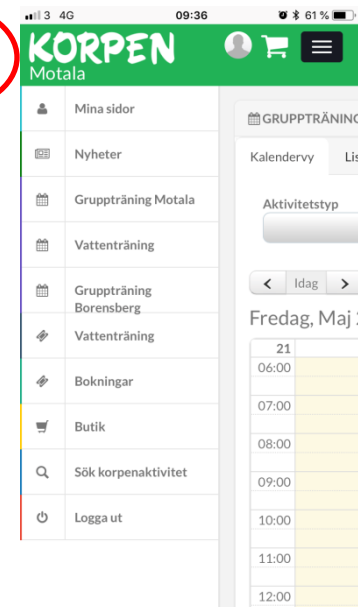 3 4G 09:36 61 %
KORPEN
Motala
Mina sidor
Nyheter
Gruppträning Motala
Vattenträning
Gruppträning
Borensberg
Vattenträning
Bokningar
Butik
Sök korpenaktivitet
Logga ut
GRUPPTRÄNING
Kalendervy Lis
Aktivitetstyp
Idag
Fredag, Maj 2
21
06:00
07:00
08:00
09:00
10:00
11:00
12:00